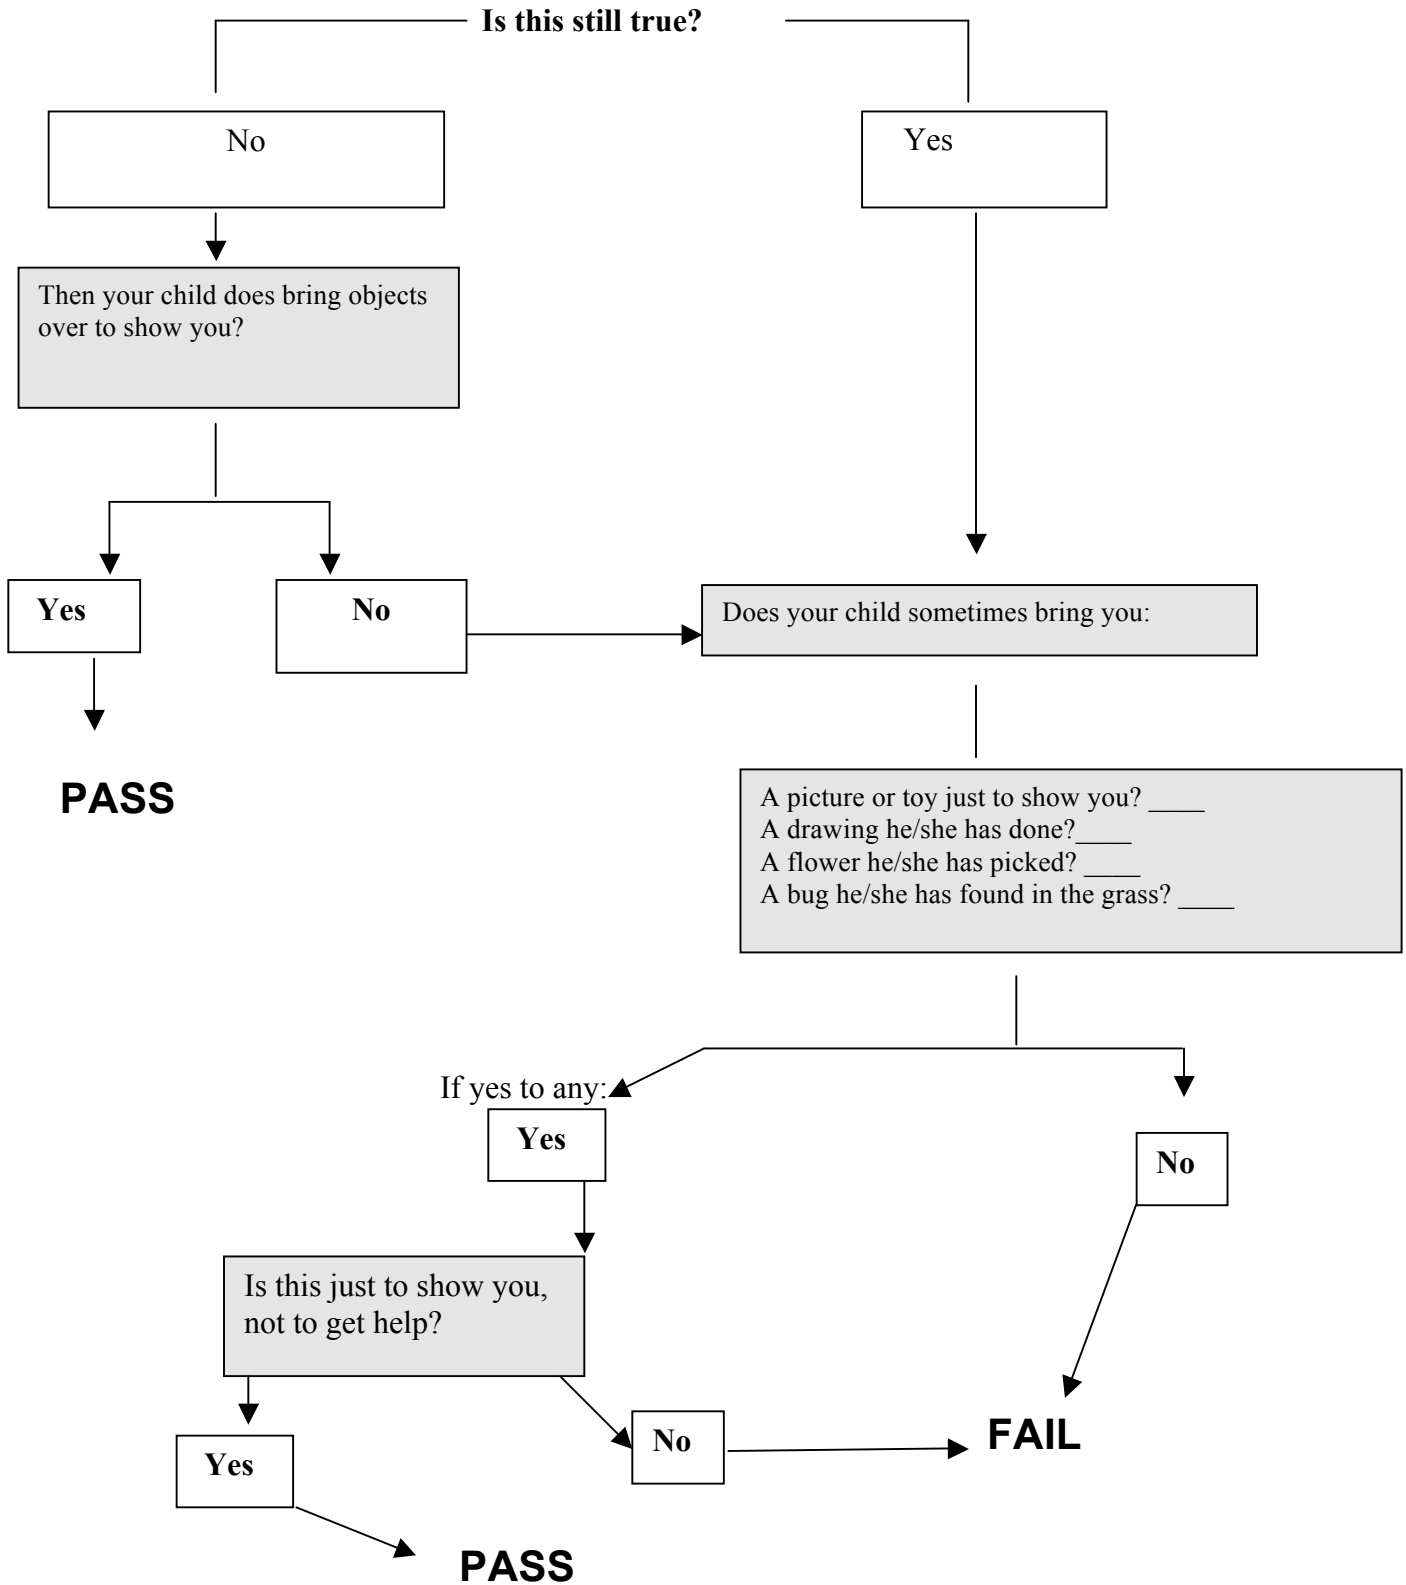 Is this still true?
No
Yes
Then your child does bring objects
over to show you?
Yes
No
Does your child sometimes bring you:
PASS
A picture or toy just to show you? ____
A drawing he/she has done?____
A flower he/she has picked? ____
A bug he/she has found in the grass? ____
If yes to any:
Yes
No
Is this just to show you,
not to get help?
Yes
No
FAIL
PASS